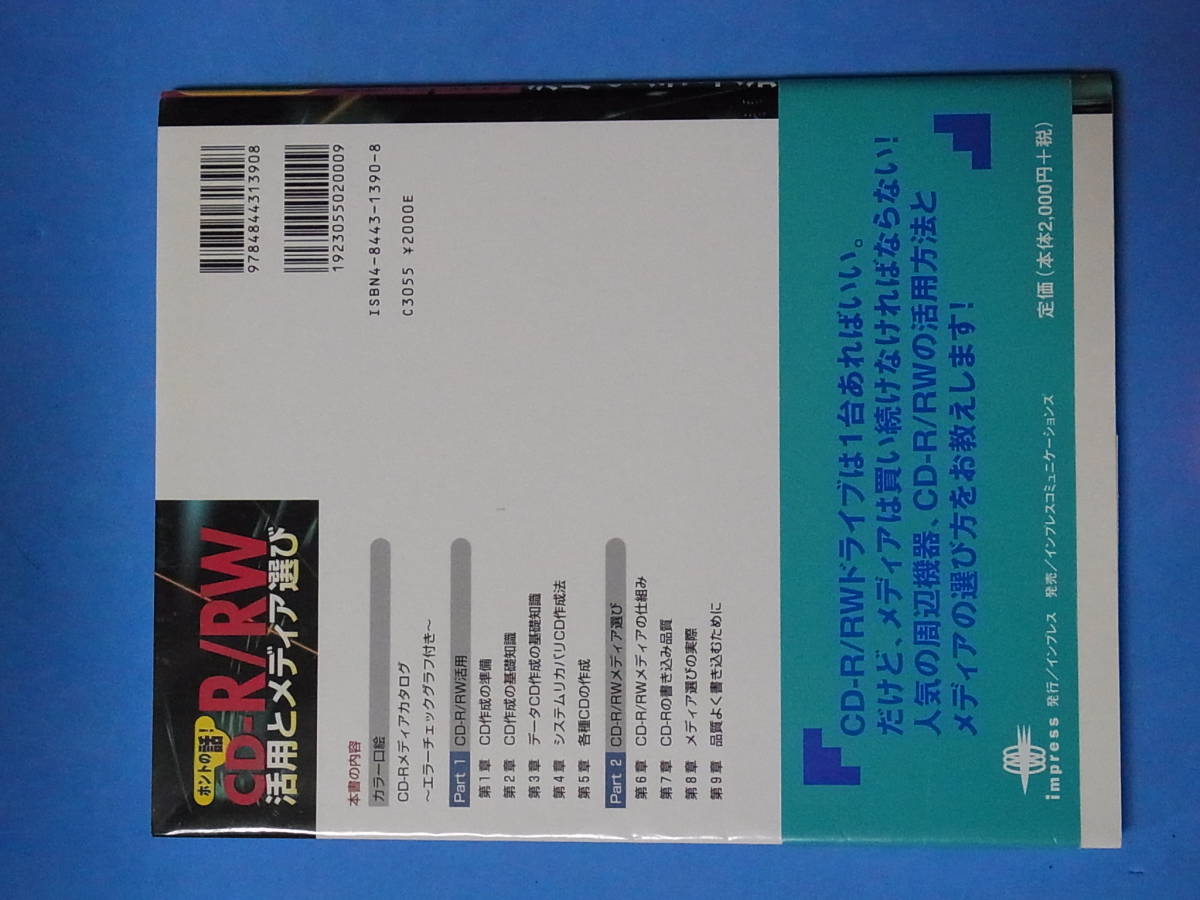 ホントの話!
CD-R/RW
活用とメディア選び
9784844313908
1923055020009
ISBN4-8443-1390-8
C3055 ¥2000E
本書の内容
カラー口絵
CD-Rメディアカタログ
〜エラーチェックグラフ付き〜
Part 1 CD-R/RW活用
第1章 CD作成の準備
第2章 CD作成の基礎知識
第3章 データCD作成の基礎知識
第4章 システムリカバリCD作成法
第5章 各種CDの作成
Part 2 CD-R/RWメディア選び
第6章 CD-R/RWメディアの仕組み
第7章 CD-Rの書き込み品質
第8章 メディア選びの実際
第9章 品質よく書き込むために
CD-R/RWドライブは1台あればいい。
だけど、メディアは買い続けなければならない!
人気の周辺機器、CD-R/RWの活用方法と
メディアの選び方をお教えします!
impress 発行/インプレス 発売/インプレスコミュニケーションズ
定価(本体2,000円+税)